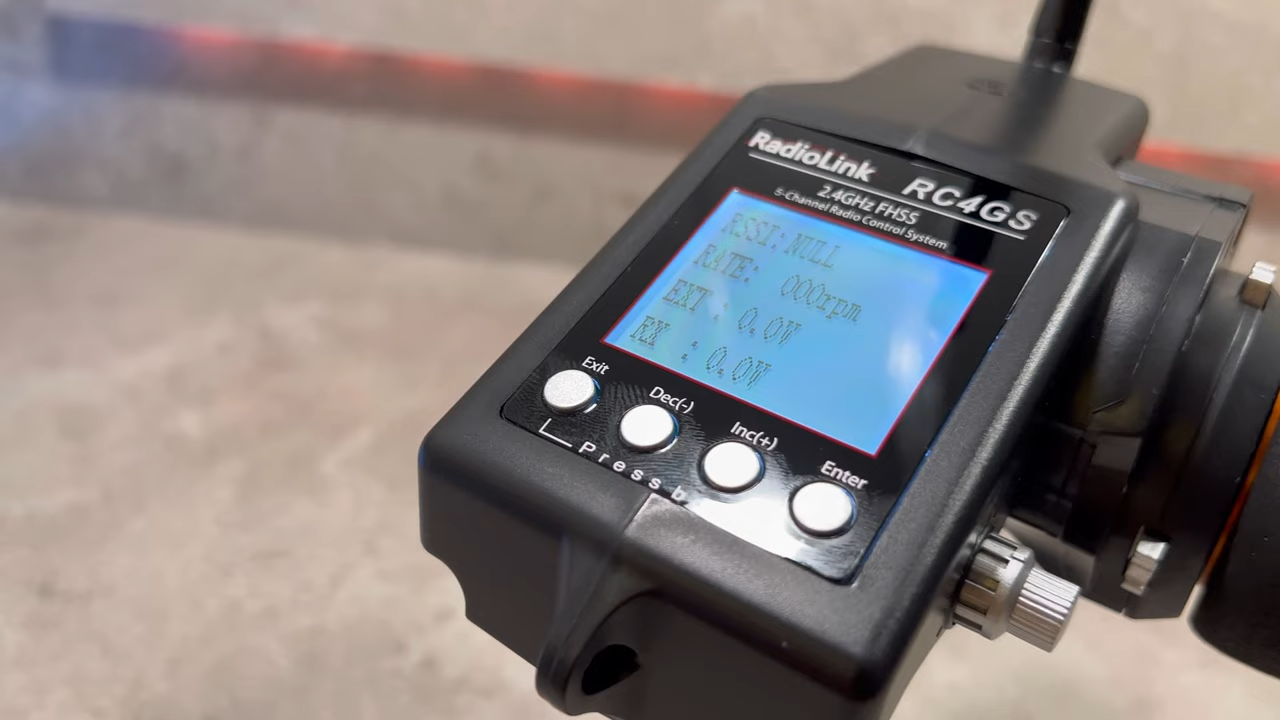 RadioLink RC4GS
2.4GHz FHSS
5-Channel Radio Control System
RSSI: NULL
RATE: 000rpm
EXT : 0.0V
RX : 0.0V
Exit Dec(-) Inc(+) Enter
Press b